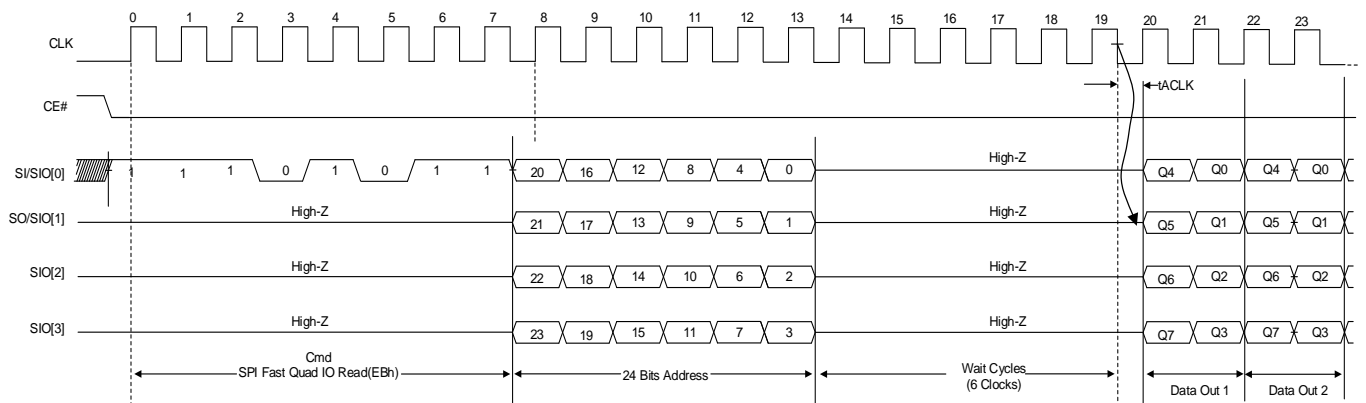 0 1 2 3 4 5 6 7 8 9 10 11 12 13 14 15 16 17 18 19 20 21 22 23
CLK
tACLK
CE#
SI/SIO[0] 1 1 1 0 1 0 1 1 20 16 12 8 4 0 High-Z Q4 Q0 Q4 Q0
SO/SIO[1] High-Z 21 17 13 9 5 1 High-Z Q5 Q1 Q5 Q1
SIO[2] High-Z 22 18 14 10 6 2 High-Z Q6 Q2 Q6 Q2
SIO[3] High-Z 23 19 15 11 7 3 High-Z Q7 Q3 Q7 Q3
Cmd
SPI Fast Quad IO Read(EBh)
24 Bits Address
Wait Cycles
(6 Clocks)
Data Out 1
Data Out 2